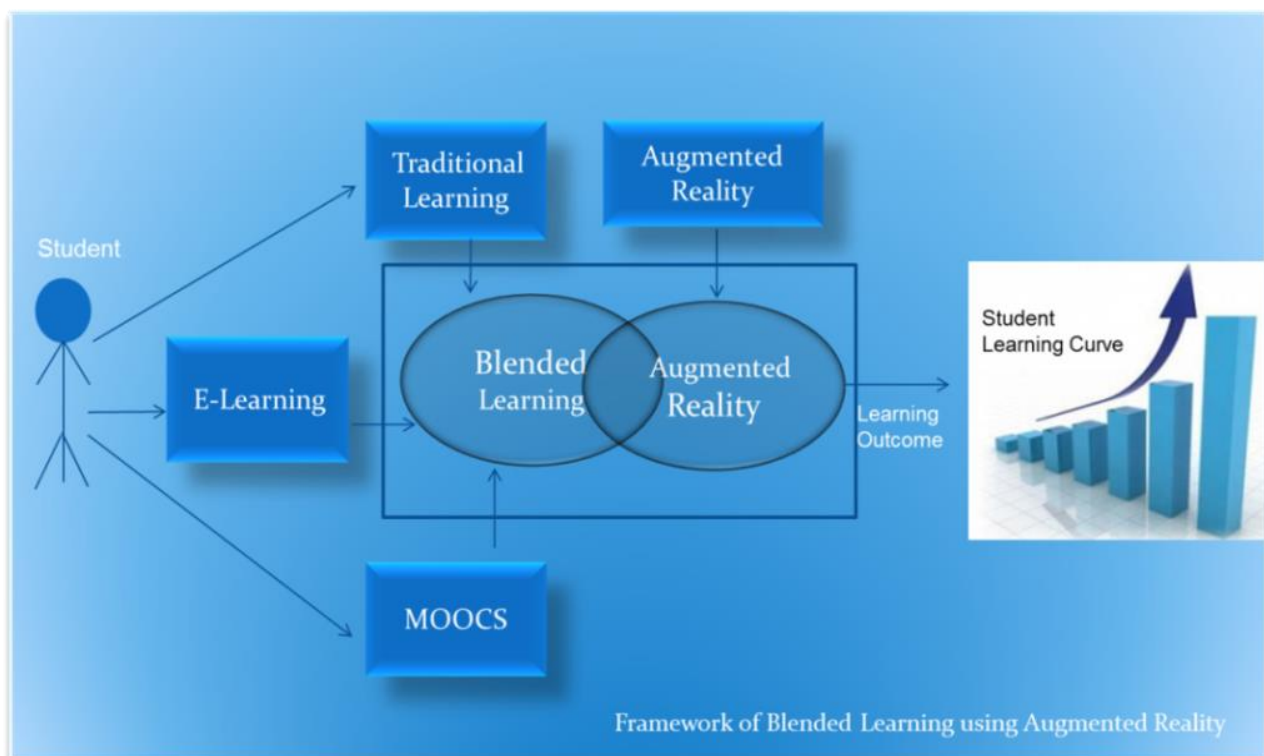 Traditional
Learning
Augmented
Reality
Student
E-Learning
Blended
Learning
Augmented
Reality
Learning
Outcome
Student
Learning Curve
MOOCS
Framework of Blended Learning using Augmented Reality